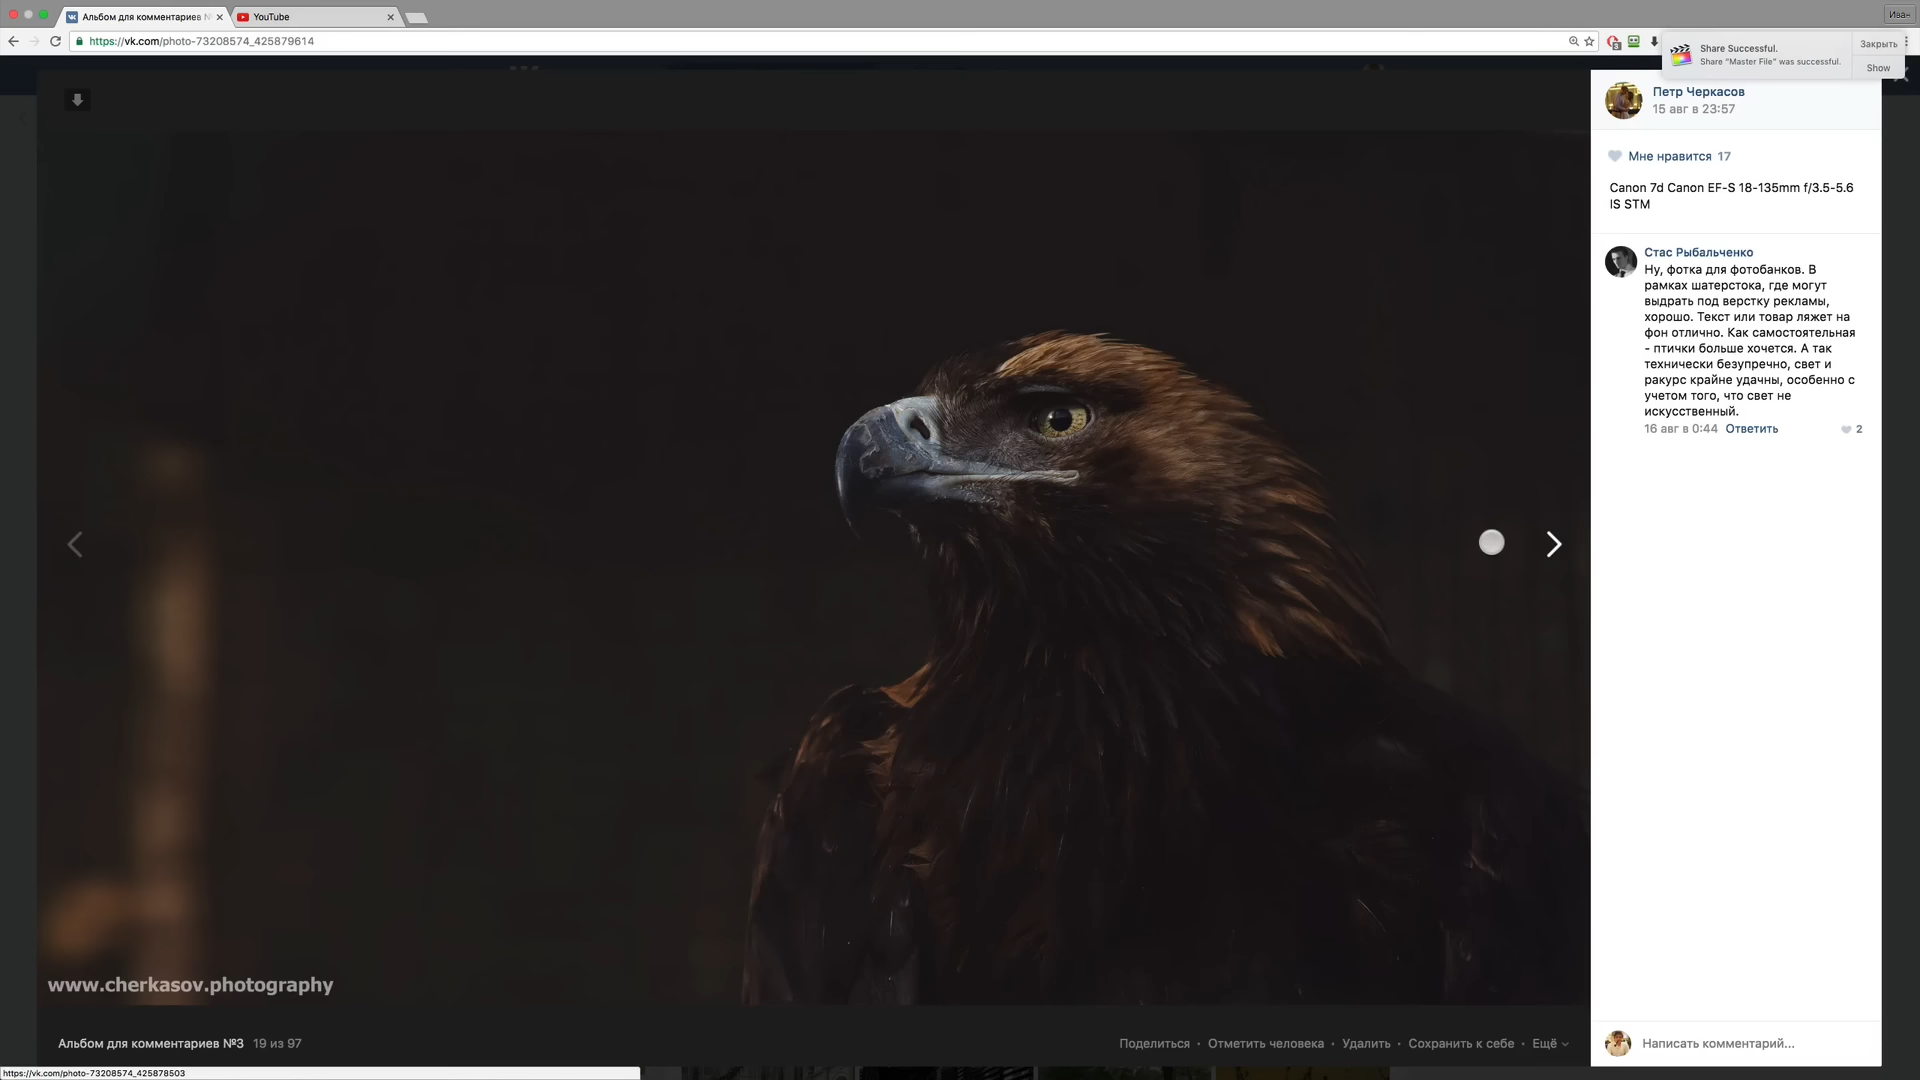 Альбом для комментариев №
YouTube
Иван
https://vk.com/photo-73208574_425879614
Share Successful.
Share "Master File" was successful.
Закрыть
Show
Петр Черкасов
15 авг в 23:57
Мне нравится 17
Canon 7d Canon EF-S 18-135mm f/3.5-5.6
IS STM
Стас Рыбальченко
Ну, фотка для фотобанков. В
рамках шатерстока, где могут
выдрать под верстку рекламы,
хорошо. Текст или товар ляжет на
фон отлично. Как самостоятельная
- птички больше хочется. А так
технически безупречно, свет и
ракурс крайне удачны, особенно с
учетом того, что свет не
искусственный.
16 авг в 0:44 Ответить 2
www.cherkasov.photography
Альбом для комментариев №3 19 из 97
Поделиться · Отметить человека · Удалить · Сохранить к себе · Ещё
Написать комментарий...
https://vk.com/photo-73208574_425878503